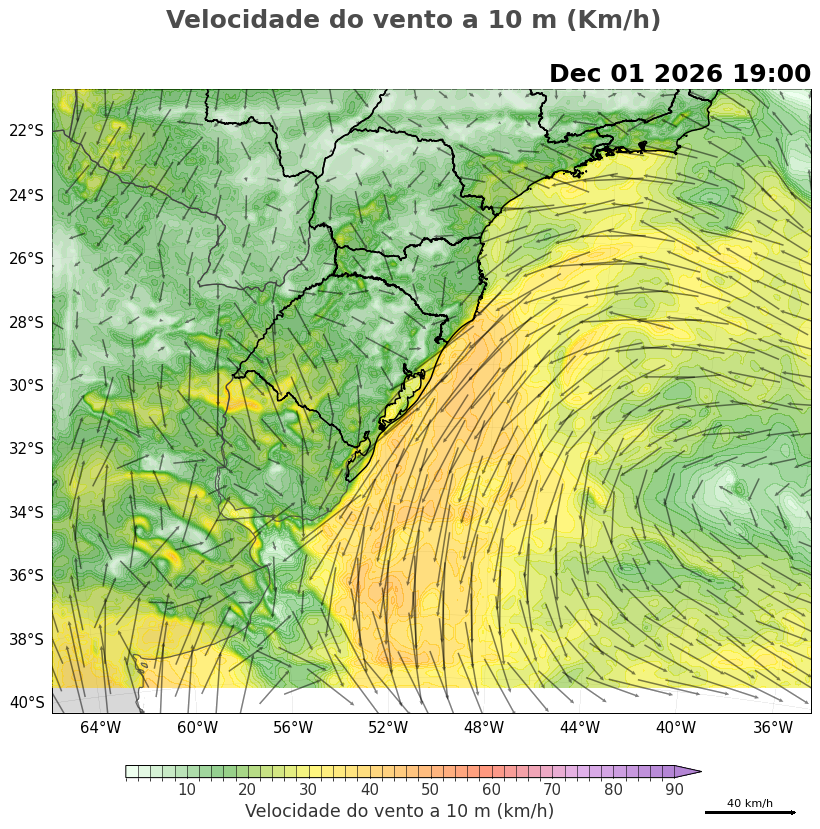 Velocidade do vento a 10 m (Km/h)
Dec 01 2026 19:00
22°S
24°S
26°S
28°S
30°S
32°S
34°S
36°S
38°S
40°S
64°W 60°W 56°W 52°W 48°W 44°W 40°W 36°W
10 20 30 40 50 60 70 80 90
Velocidade do vento a 10 m (km/h)
40 km/h